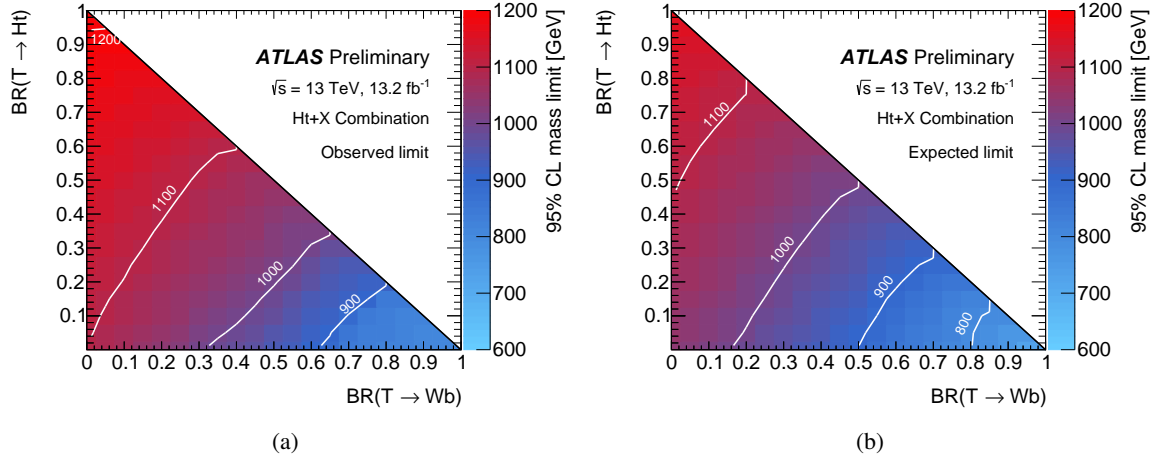 BR(T → Ht)
1
0.9
0.8
0.7
0.6
0.5
0.4
0.3
0.2
0.1
0 0.1 0.2 0.3 0.4 0.5 0.6 0.7 0.8 0.9 1
BR(T → Wb)
1200
1100
1000
900
ATLAS Preliminary
√s = 13 TeV, 13.2 fb⁻¹
Ht+X Combination
Observed limit
1200
1100
1000
900
800
700
600
95% CL mass limit [GeV]
(a)
BR(T → Ht)
1
0.9
0.8
0.7
0.6
0.5
0.4
0.3
0.2
0.1
0 0.1 0.2 0.3 0.4 0.5 0.6 0.7 0.8 0.9 1
BR(T → Wb)
1100
1000
900
800
ATLAS Preliminary
√s = 13 TeV, 13.2 fb⁻¹
Ht+X Combination
Expected limit
1200
1100
1000
900
800
700
600
95% CL mass limit [GeV]
(b)